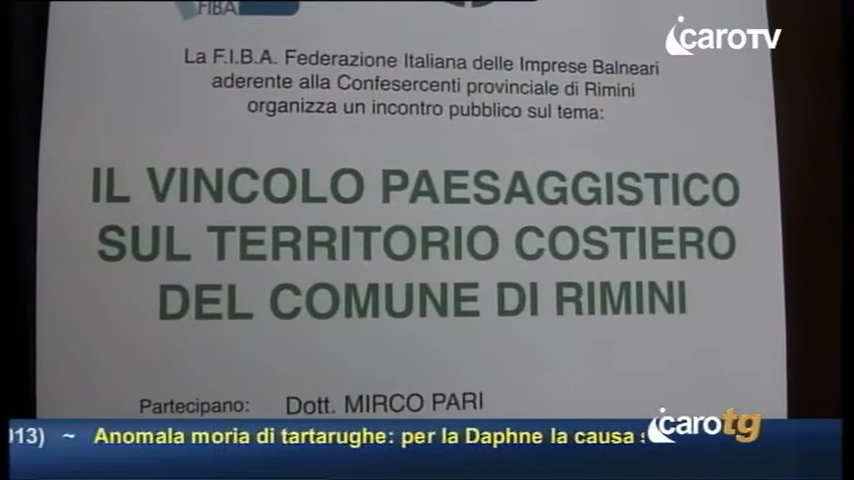 FIBA
icaroTV
La F.I.B.A. Federazione Italiana delle Imprese Balneari
aderente alla Confesercenti provinciale di Rimini
organizza un incontro pubblico sul tema:
IL VINCOLO PAESAGGISTICO
SUL TERRITORIO COSTIERO
DEL COMUNE DI RIMINI
Partecipano: Dott. MIRCO PARI
013) ~ Anomala moria di tartarughe: per la Daphne la causa
icarotg